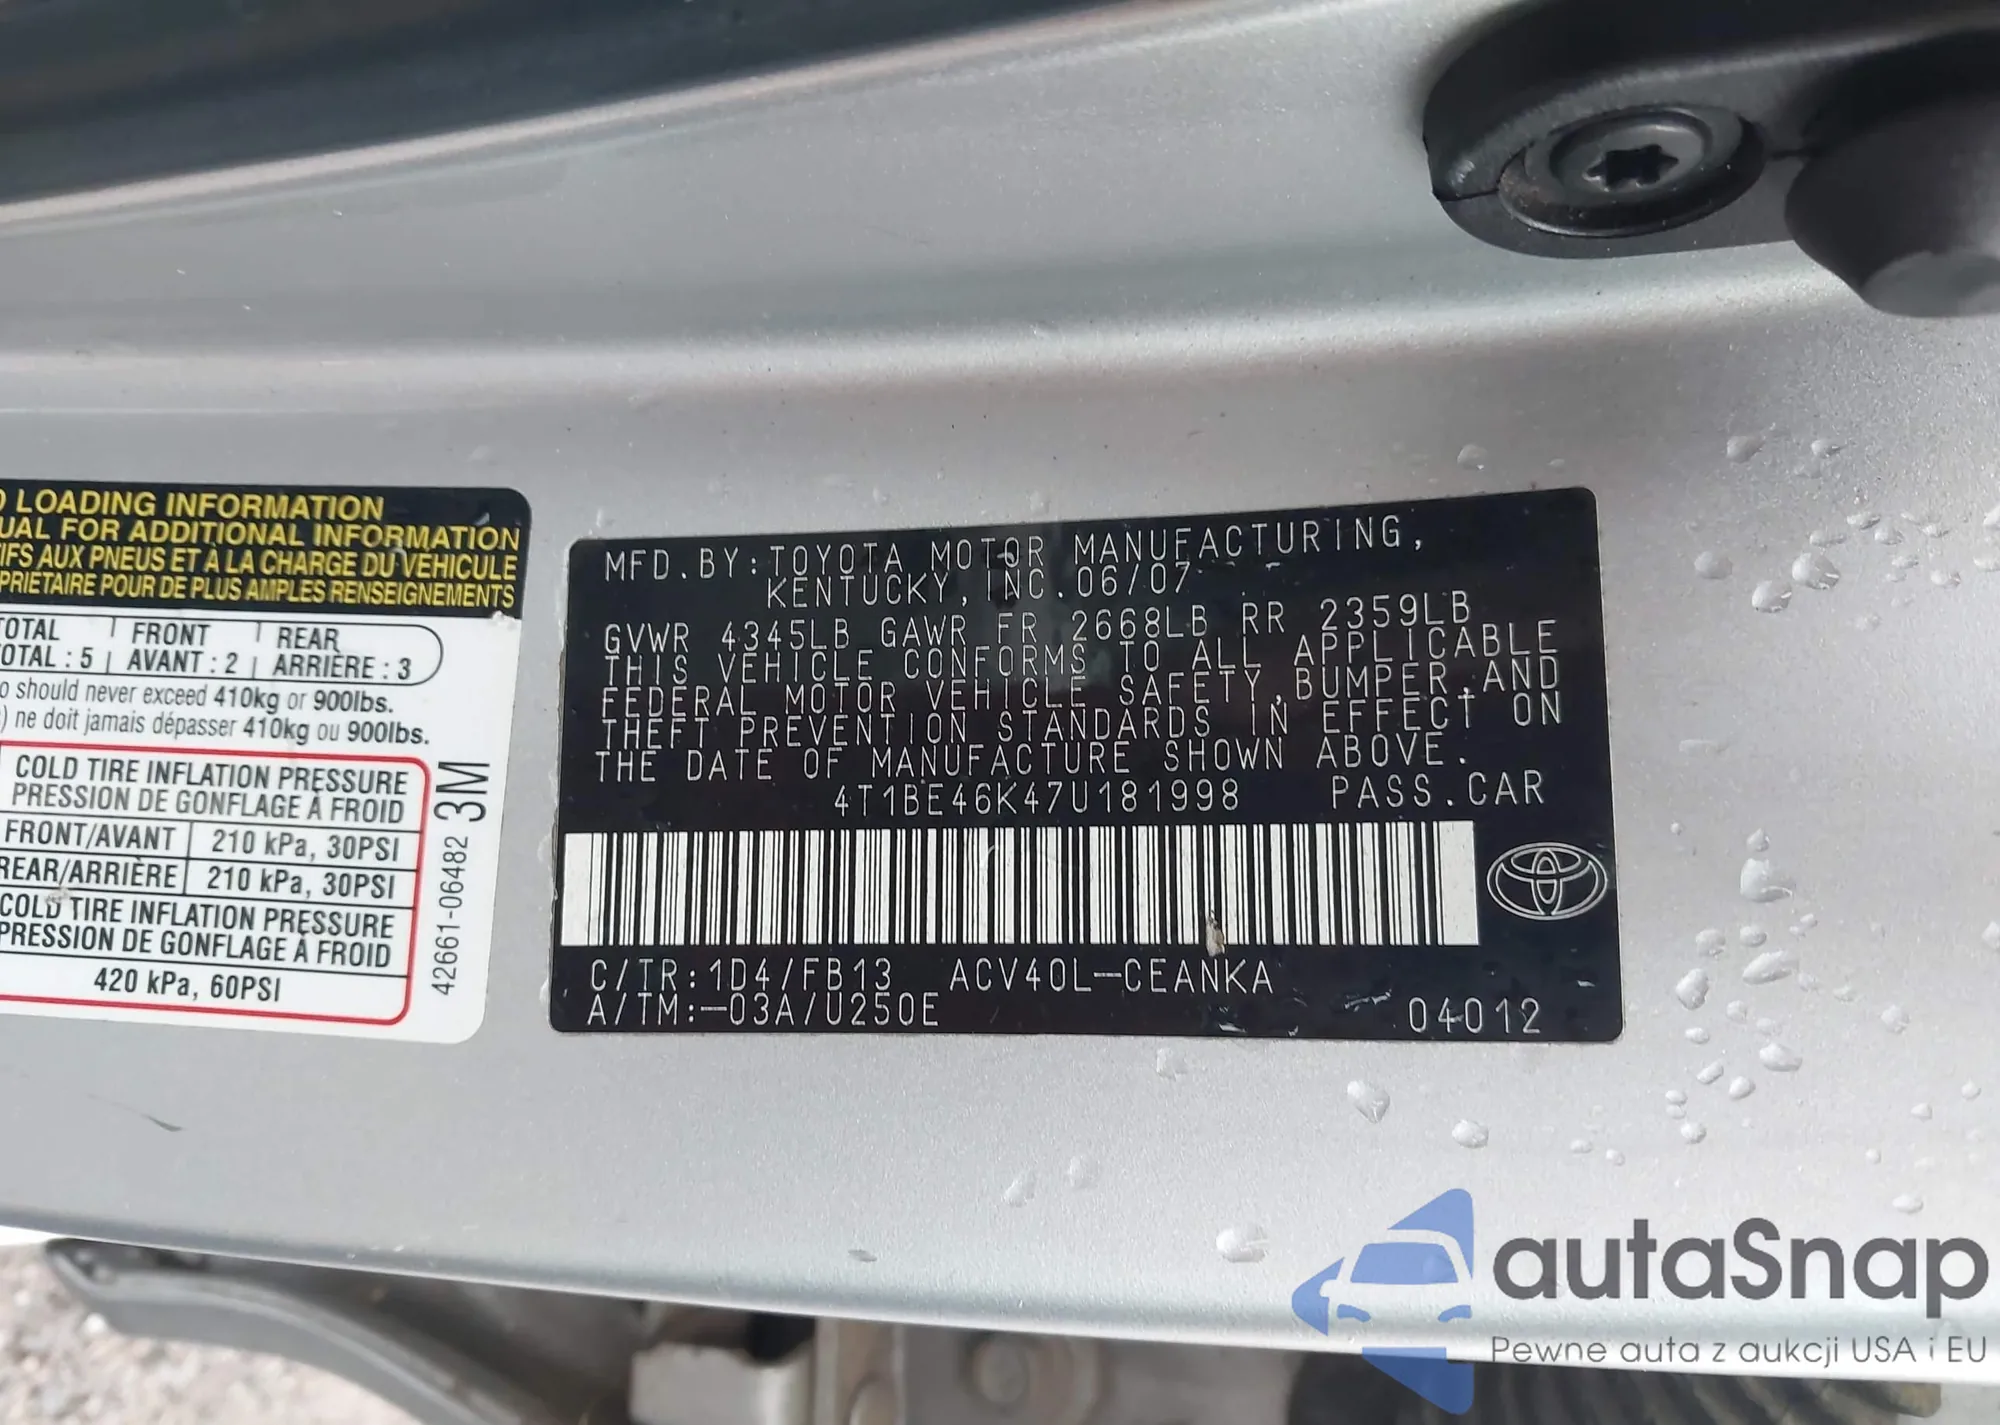 LOADING INFORMATION
FOR ADDITIONAL INFORMATION
AUX PNEUS ET À LA CHARGE DU VÉHICULE
POUR DE PLUS AMPLES RENSEIGNEMENTS
TOTAL FRONT REAR
: 5 AVANT : 2 ARRIÈRE : 3
should never exceed 410kg or 900lbs.
ne doit jamais dépasser 410kg ou 900lbs.
COLD TIRE INFLATION PRESSURE
PRESSION DE GONFLAGE À FROID
FRONT/AVANT 210 kPa, 30PSI
REAR/ARRIÈRE 210 kPa, 30PSI
COLD TIRE INFLATION PRESSURE
PRESSION DE GONFLAGE À FROID
420 kPa, 60PSI
42661-06482 3M
MFD.BY:TOYOTA MOTOR MANUFACTURING,
KENTUCKY,INC.06/07
GVWR 4345LB GAWR FR 2668LB RR 2359LB
THIS VEHICLE CONFORMS TO ALL APPLICABLE
FEDERAL MOTOR VEHICLE SAFETY,BUMPER,AND
THEFT PREVENTION STANDARDS IN EFFECT ON
THE DATE OF MANUFACTURE SHOWN ABOVE.
4T1BE46K47U181998 PASS.CAR
C/TR:1D4/FB13 ACV40L-CEANKA
A/TM:-03A/U250E 04012
autaSnap
Pewne auta z aukcji USA i EU